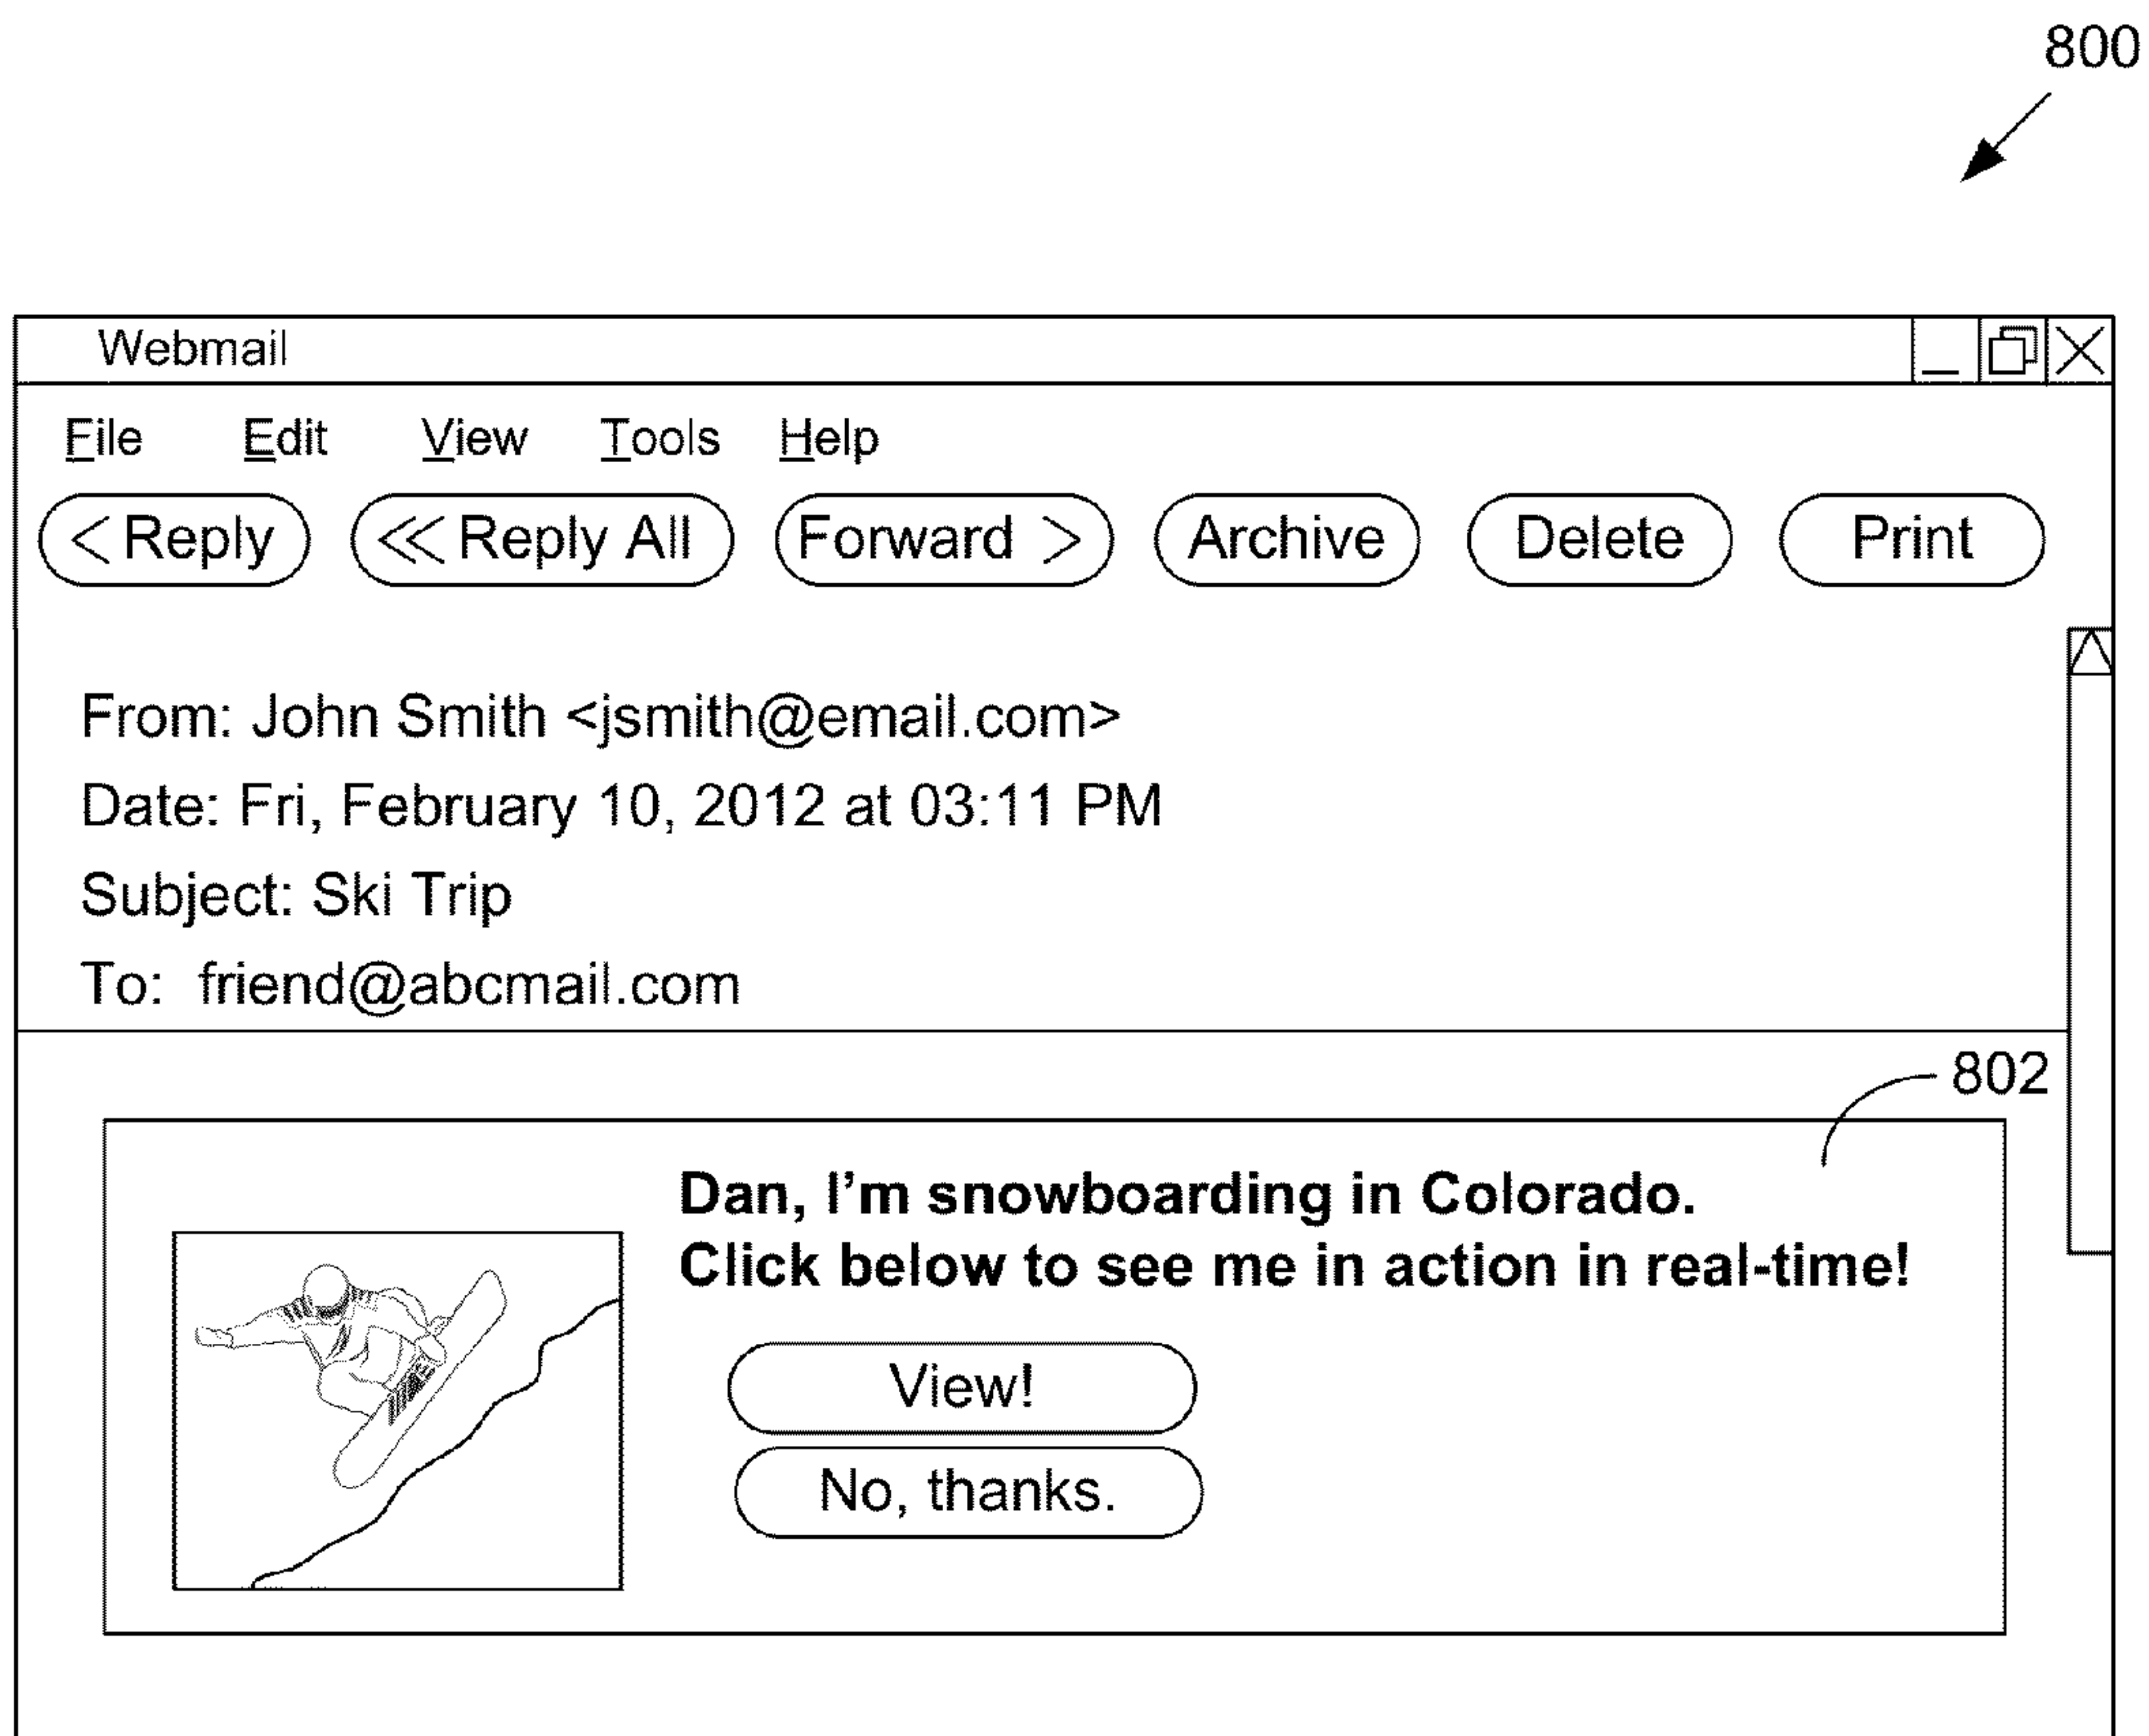 800
Webmail
File Edit View Tools Help
< Reply << Reply All Forward > Archive Delete Print
From: John Smith <jsmith@email.com>
Date: Fri, February 10, 2012 at 03:11 PM
Subject: Ski Trip
To: friend@abcmail.com
802
Dan, I'm snowboarding in Colorado.
Click below to see me in action in real-time!
View!
No, thanks.